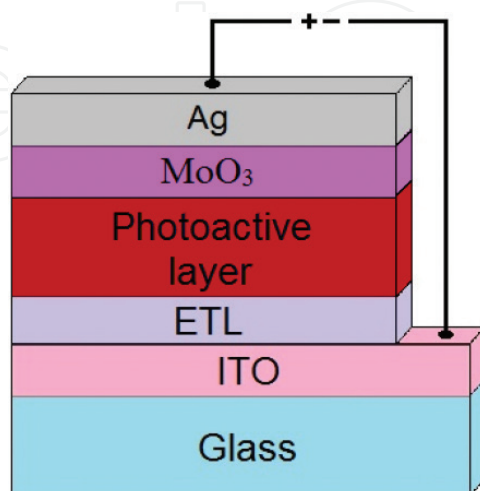 + -
Ag
MoO₃
Photoactive
layer
ETL
ITO
Glass